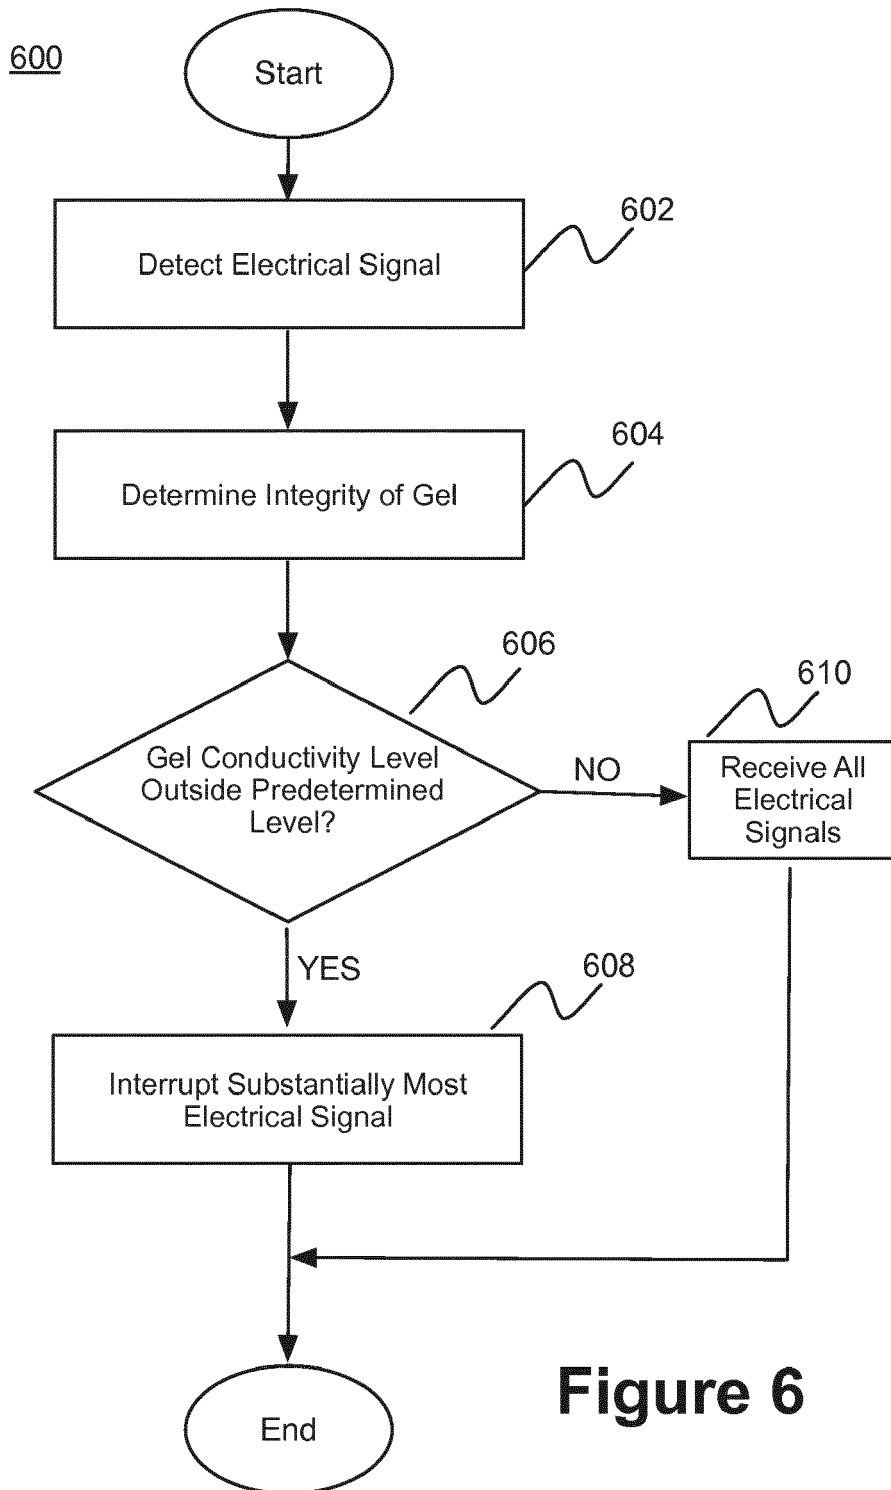 600
Start
602
Detect Electrical Signal
604
Determine Integrity of Gel
606
610
Gel Conductivity Level
Outside Predetermined
Level?
NO
Receive All
Electrical
Signals
YES
608
Interrupt Substantially Most
Electrical Signal
Figure 6
End